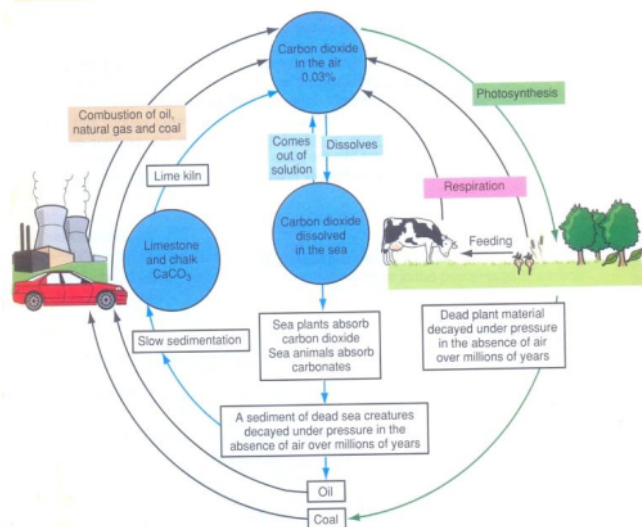 Carbon dioxide
in the air
0.03%
Photosynthesis
Combustion of oil,
natural gas and coal
Comes
out of
solution
Dissolves
Lime kiln
Respiration
Carbon dioxide
dissolved
in the sea
Limestone
and chalk
CaCO₃
Feeding
Dead plant material
decayed under pressure
in the absence of air
over millions of years
Sea plants absorb
carbon dioxide
Sea animals absorb
carbonates
Slow sedimentation
A sediment of dead sea creatures
decayed under pressure in the
absence of air over millions of years
Oil
Coal